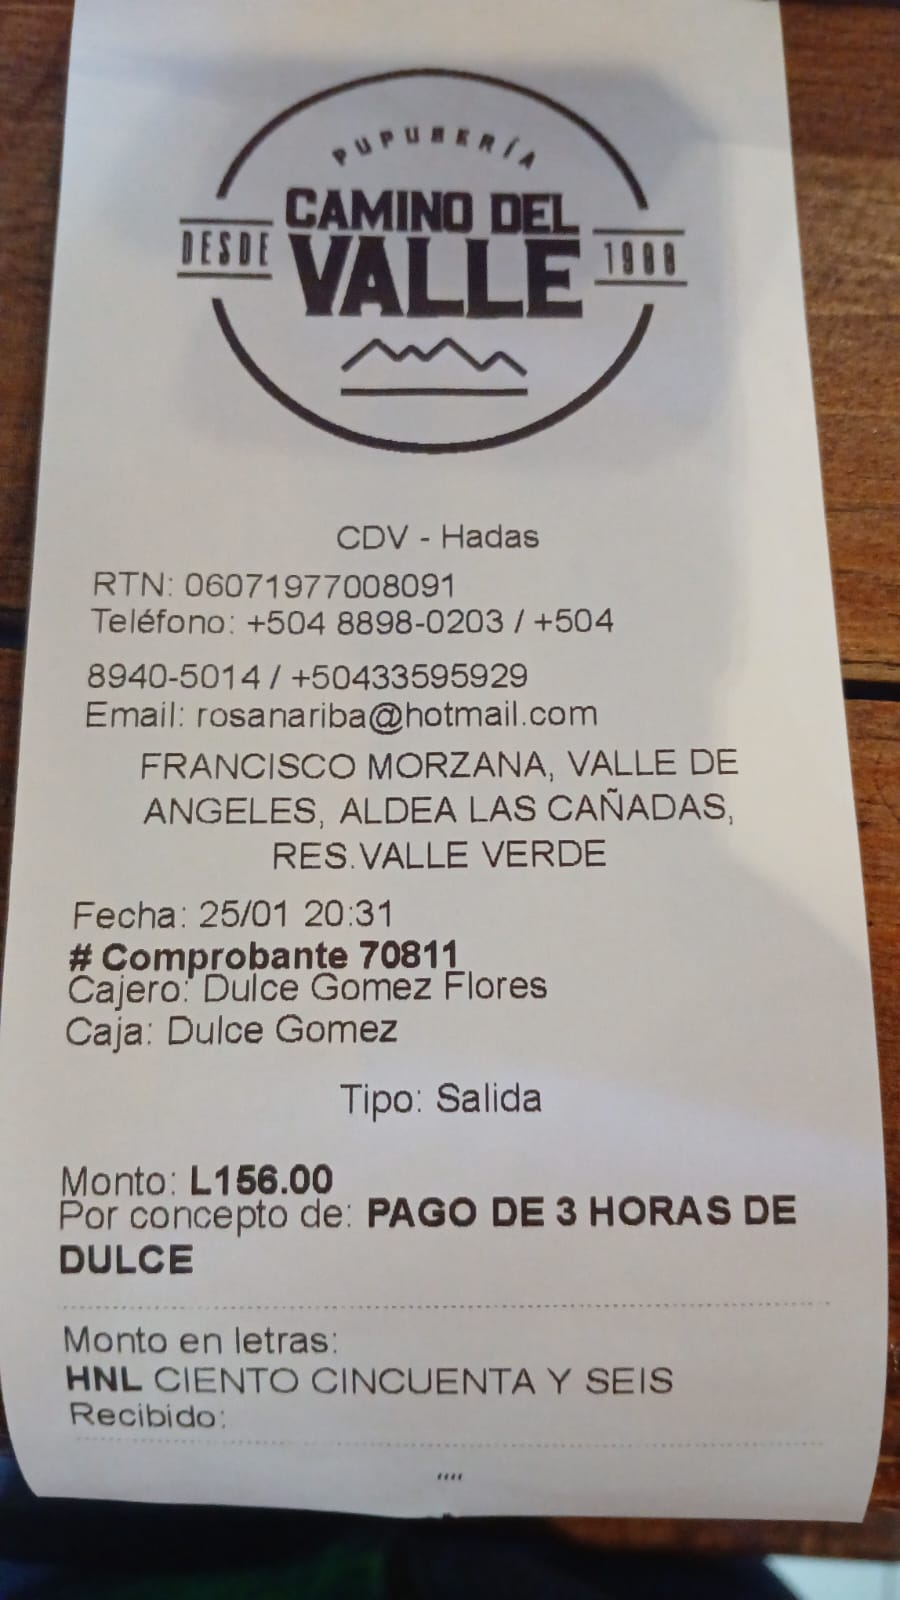 PUPUSERÍA
CAMINO DEL
DESDE VALLE 1988
CDV - Hadas
RTN: 06071977008091
Teléfono: +504 8898-0203 / +504
8940-5014 / +50433595929
Email: rosanariba@hotmail.com
FRANCISCO MORZANA, VALLE DE
ANGELES, ALDEA LAS CAÑADAS,
RES.VALLE VERDE
Fecha: 25/01 20:31
# Comprobante 70811
Cajero: Dulce Gomez Flores
Caja: Dulce Gomez
Tipo: Salida
Monto: L156.00
Por concepto de: PAGO DE 3 HORAS DE
DULCE
Monto en letras:
HNL CIENTO CINCUENTA Y SEIS
Recibido:
,,,,